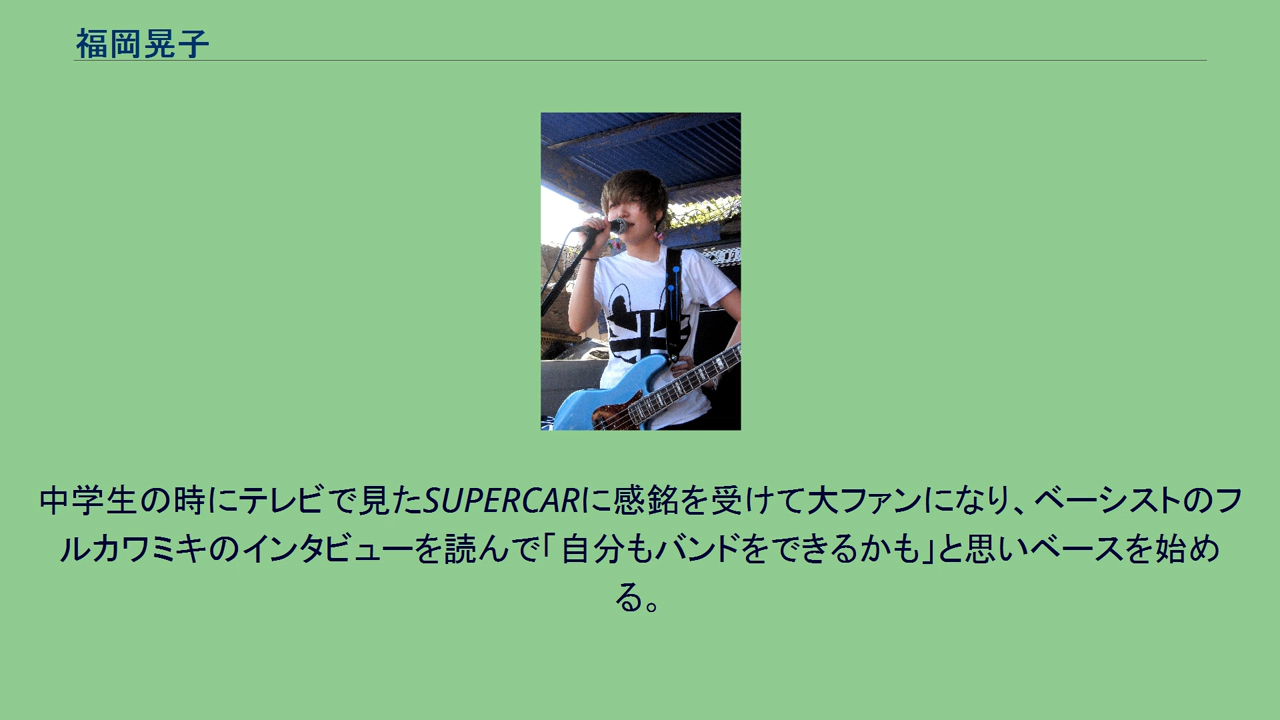 福岡晃子
中学生の時にテレビで見たSUPERCARに感銘を受けて大ファンになり、ベーシストのフ
ルカワミキのインタビューを読んで「自分もバンドをできるかも」と思いベースを始め
る。